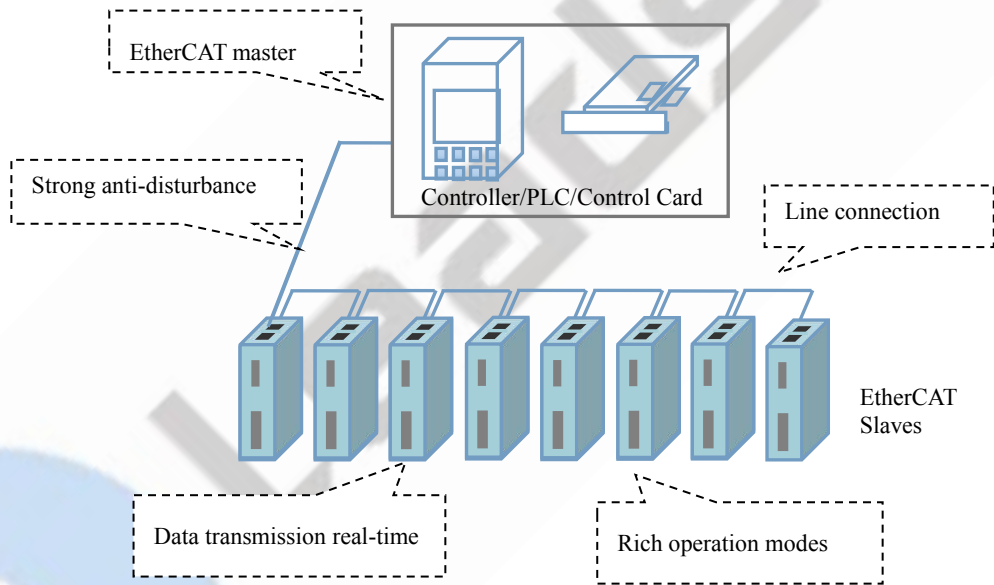 EtherCAT master
Controller/PLC/Control Card
Strong anti-disturbance
Line connection
EtherCAT
Slaves
Data transmission real-time
Rich operation modes